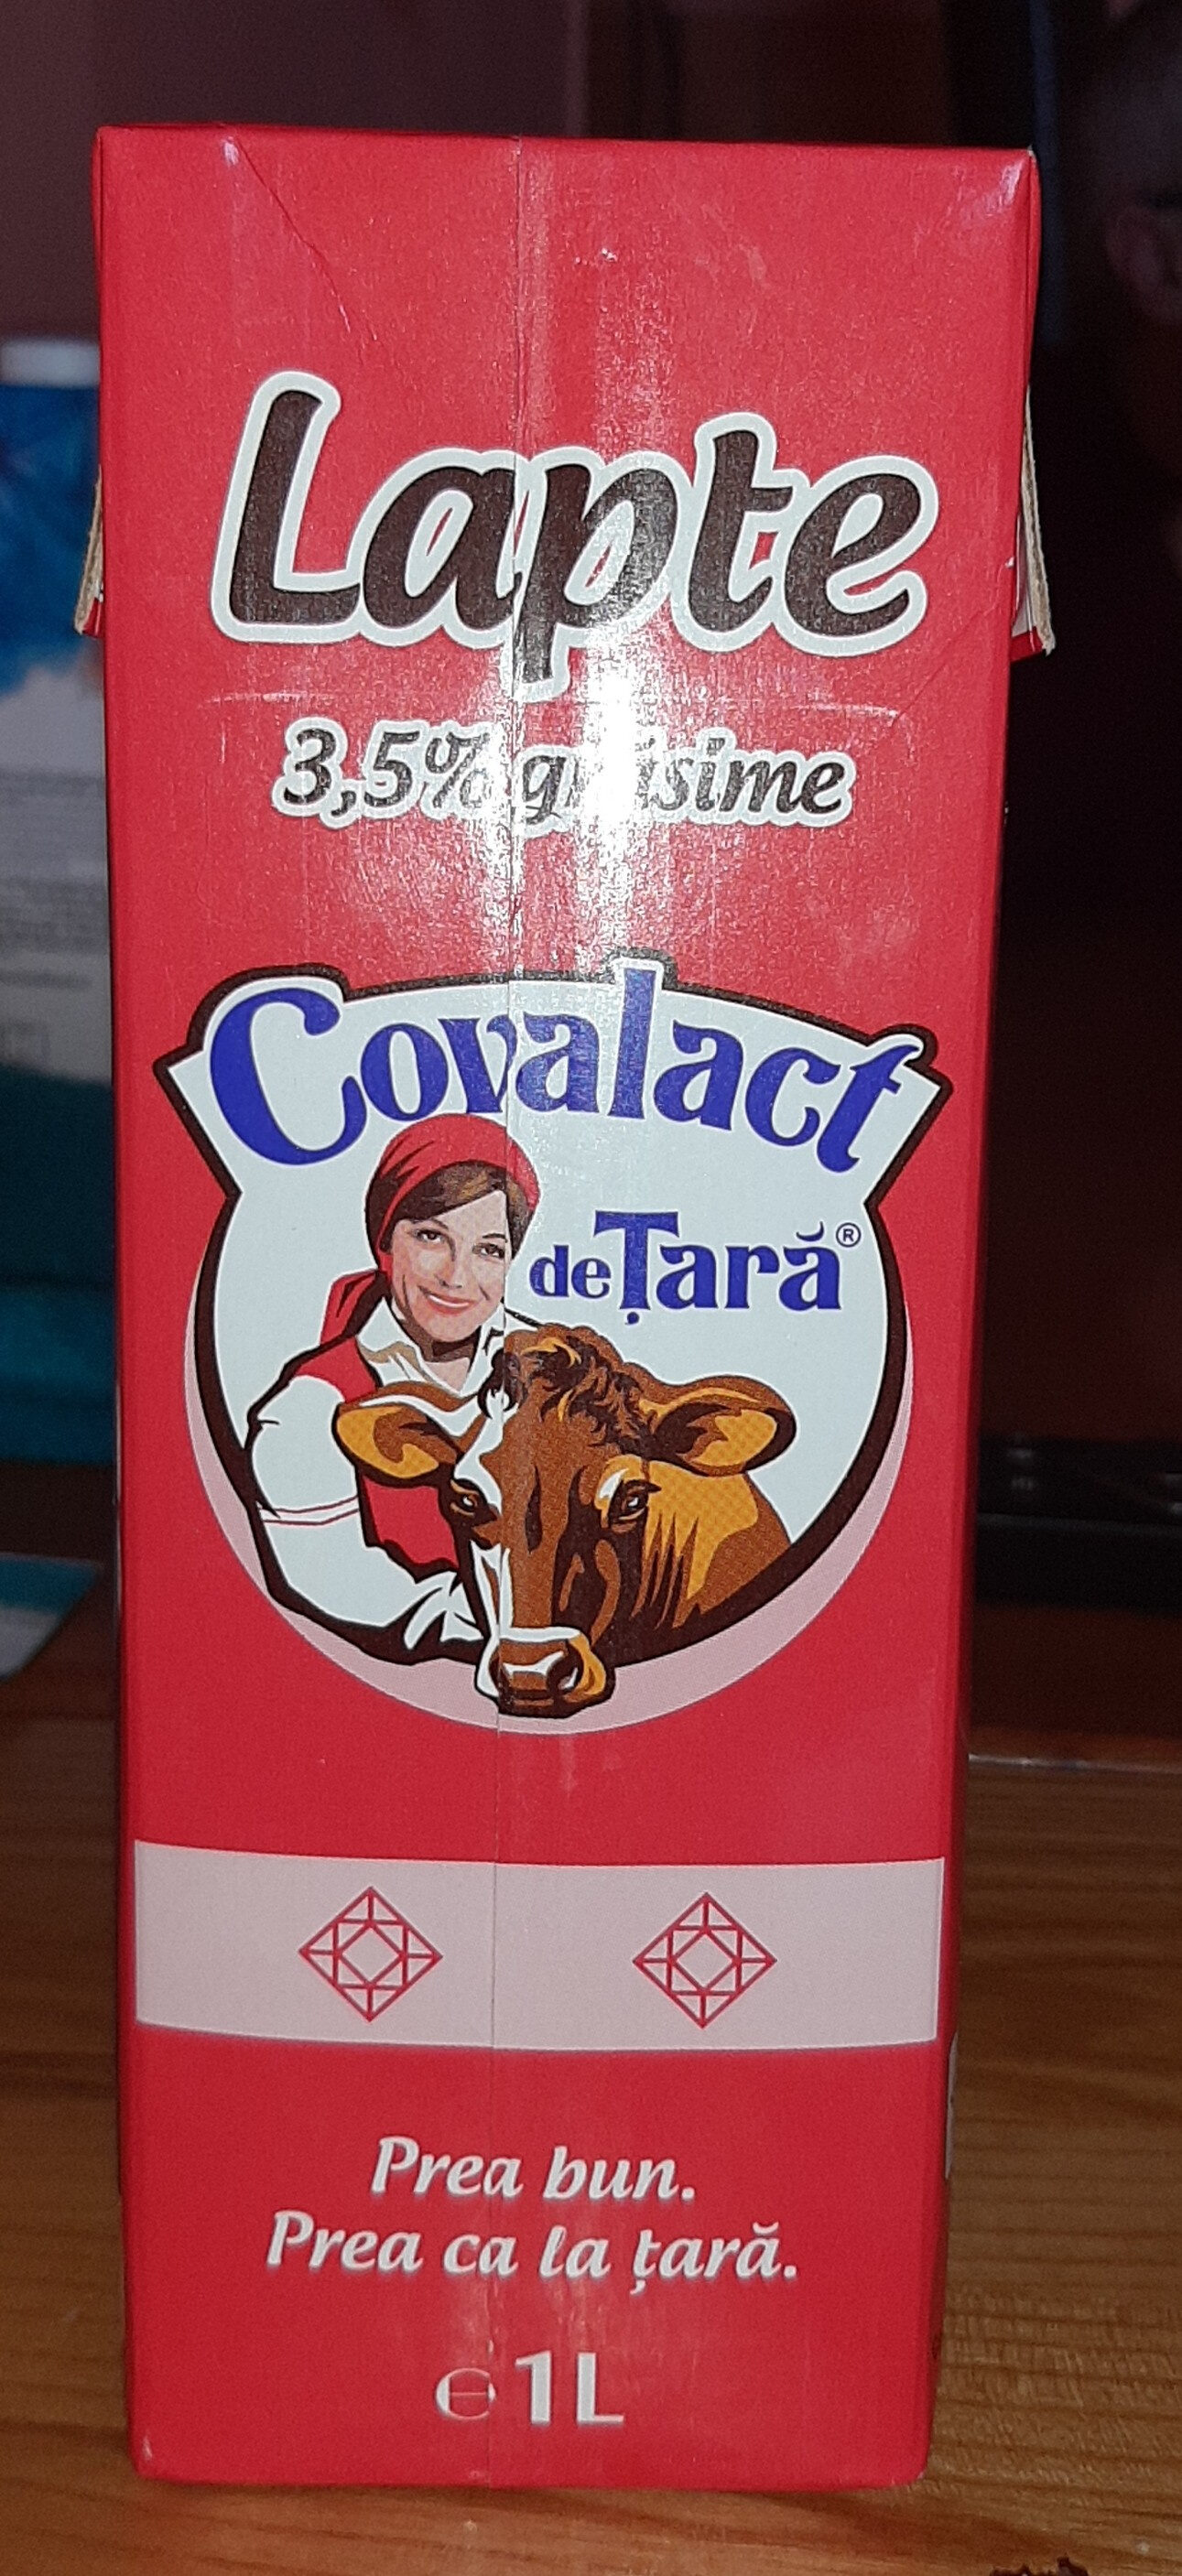 Lapte
3,5%
Covalact
de Țară®
Prea bun.
Prea ca la țară.
℮ 1L